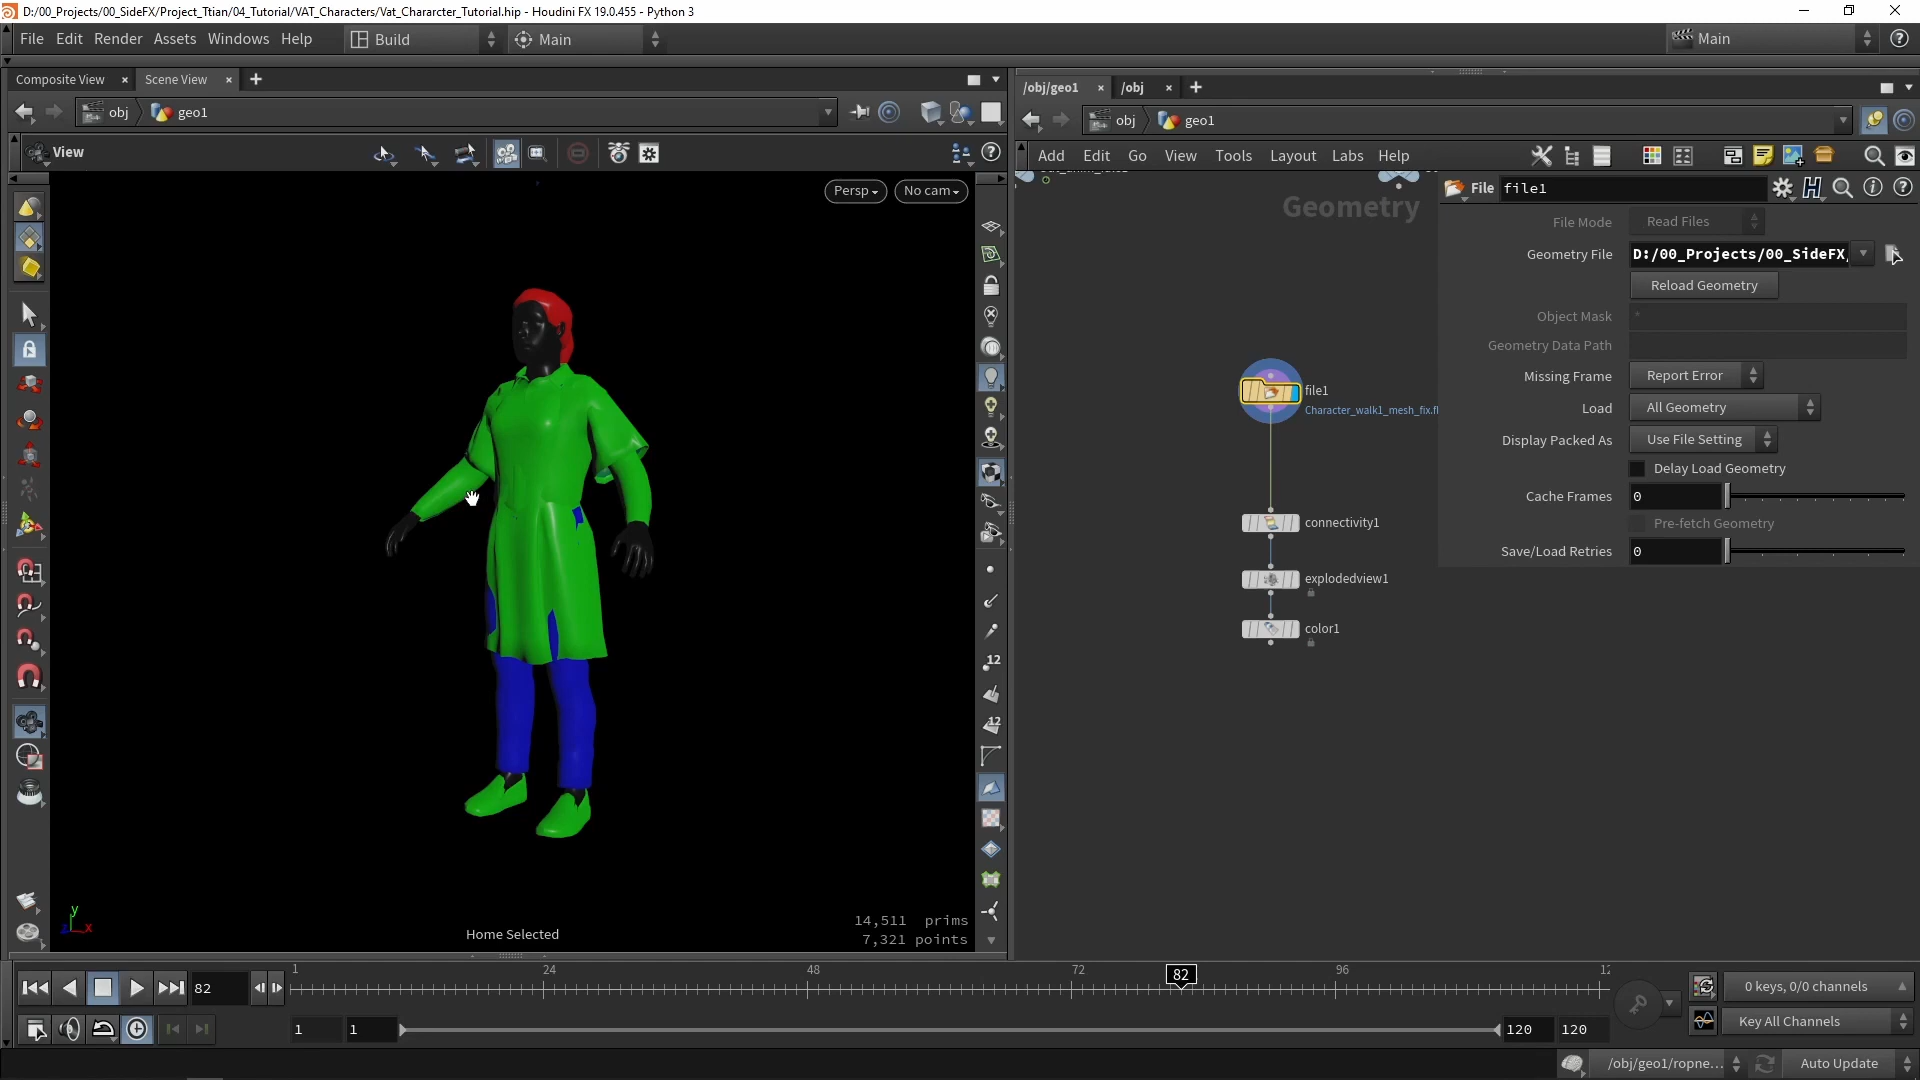 D:/00_Projects/00_SideFX/Project_Ttian/04_Tutorial/VAT_Characters/Vat_Chararcter_Tutorial.hip - Houdini FX 19.0.455 - Python 3
File Edit Render Assets Windows Help Build Main Main
Composite View Scene View
obj geo1
View
Persp No cam
12
12
Home Selected
14,511 prims
7,321 points
y
x
/obj/geo1 /obj
obj geo1
Add Edit Go View Tools Layout Labs Help
Geometry
file1
Character_walk1_mesh_fix.f
connectivity1
explodedview1
color1
File file1
File Mode Read Files
Geometry File D:/00_Projects/00_SideFX/
Reload Geometry
Object Mask *
Geometry Data Path
Missing Frame Report Error
Load All Geometry
Display Packed As Use File Setting
Delay Load Geometry
Cache Frames 0
Pre-fetch Geometry
Save/Load Retries 0
82
1 24 48 72 82 96 12
0 keys, 0/0 channels
1 1 120 120
Key All Channels
/obj/geo1/ropne... Auto Update